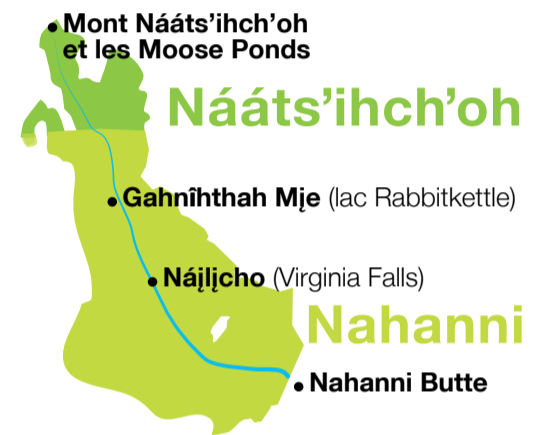 Mont Nááts’ihch’oh
et les Moose Ponds
Nááts’ihch’oh
Gahnîhthah Mįe (lac Rabbitkettle)
Náįlįcho (Virginia Falls)
Nahanni
Nahanni Butte